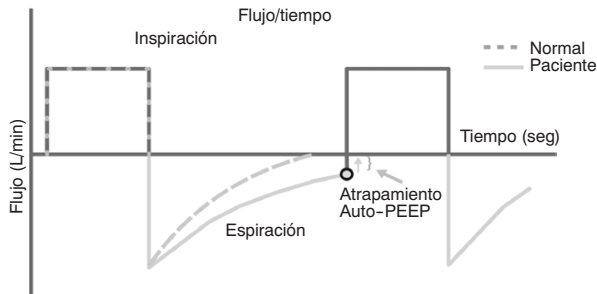 Flujo/tiempo
Inspiración
Normal
Paciente
Flujo (L/min)
Tiempo (seg)
Atrapamiento
Auto-PEEP
Espiración